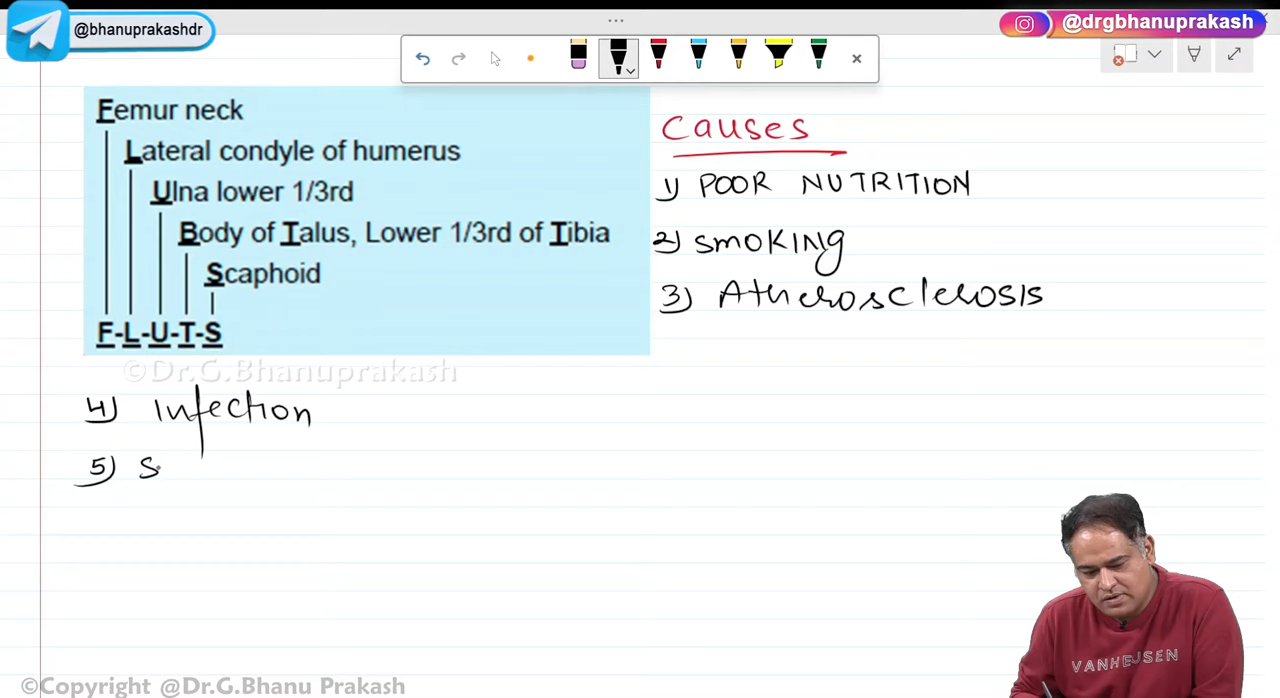 @bhanuprakashdr
@drgbhanuprakash
Femur neck
Lateral condyle of humerus
Ulna lower 1/3rd
Body of Talus, Lower 1/3rd of Tibia
Scaphoid
F-L-U-T-S
Causes
1) POOR NUTRITION
2) SMOKING
3) Atherosclerosis
©Dr.G.Bhanuprakash
4) Infection
5) S
VANHEUSEN
©Copyright @Dr.G.Bhanu Prakash